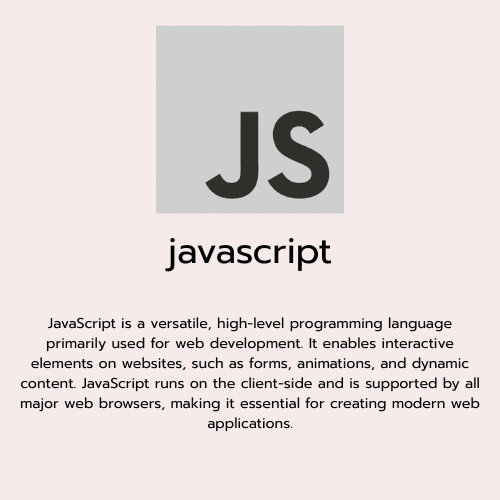 JS
javascript
JavaScript is a versatile, high-level programming language
primarily used for web development. It enables interactive
elements on websites, such as forms, animations, and dynamic
content. JavaScript runs on the client-side and is supported by all
major web browsers, making it essential for creating modern web
applications.